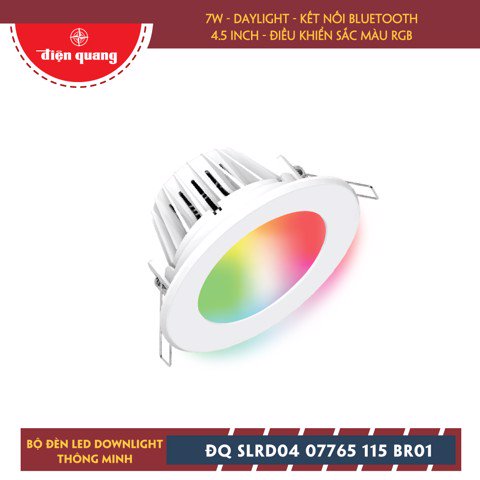 điện quang
7W - DAYLIGHT - KẾT NỐI BLUETOOTH
4.5 INCH - ĐIỀU KHIỂN SẮC MÀU RGB
BỘ ĐÈN LED DOWNLIGHT
THÔNG MINH
ĐQ SLRD04 07765 115 BR01